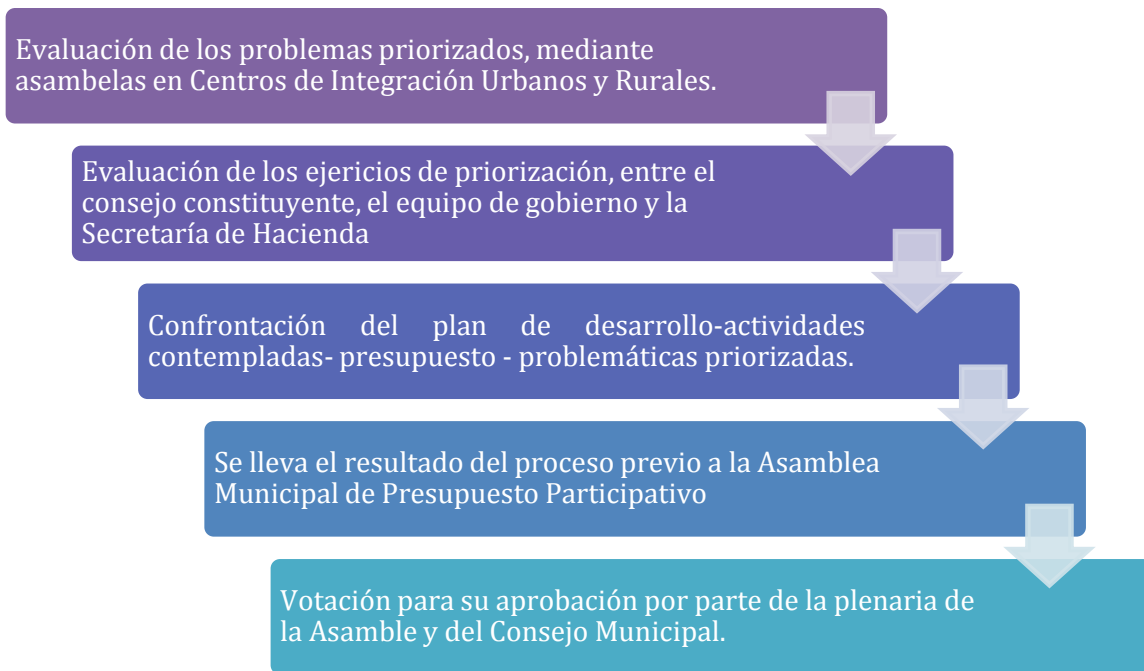 Evaluación de los problemas priorizados, mediante
asambelas en Centros de Integración Urbanos y Rurales.
Evaluación de los ejericios de priorización, entre el
consejo constituyente, el equipo de gobierno y la
Secretaría de Hacienda
Confrontación del plan de desarrollo-actividades
contempladas- presupuesto - problemáticas priorizadas.
Se lleva el resultado del proceso previo a la Asamblea
Municipal de Presupuesto Participativo
Votación para su aprobación por parte de la plenaria de
la Asamble y del Consejo Municipal.